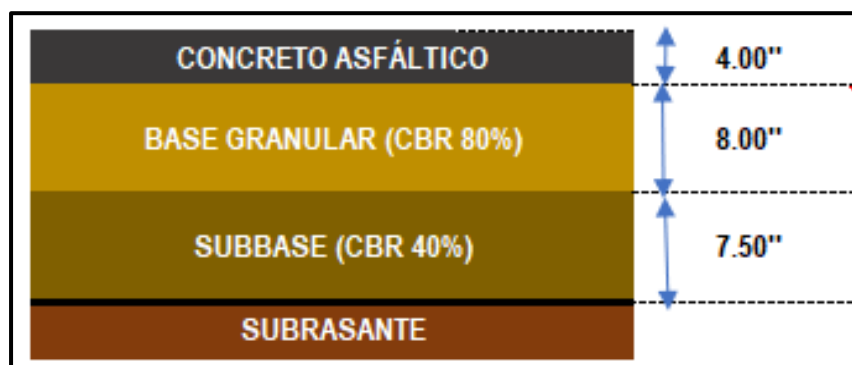 CONCRETO ASFÁLTICO 4.00"
BASE GRANULAR (CBR 80%) 8.00"
SUBBASE (CBR 40%) 7.50"
SUBRASANTE